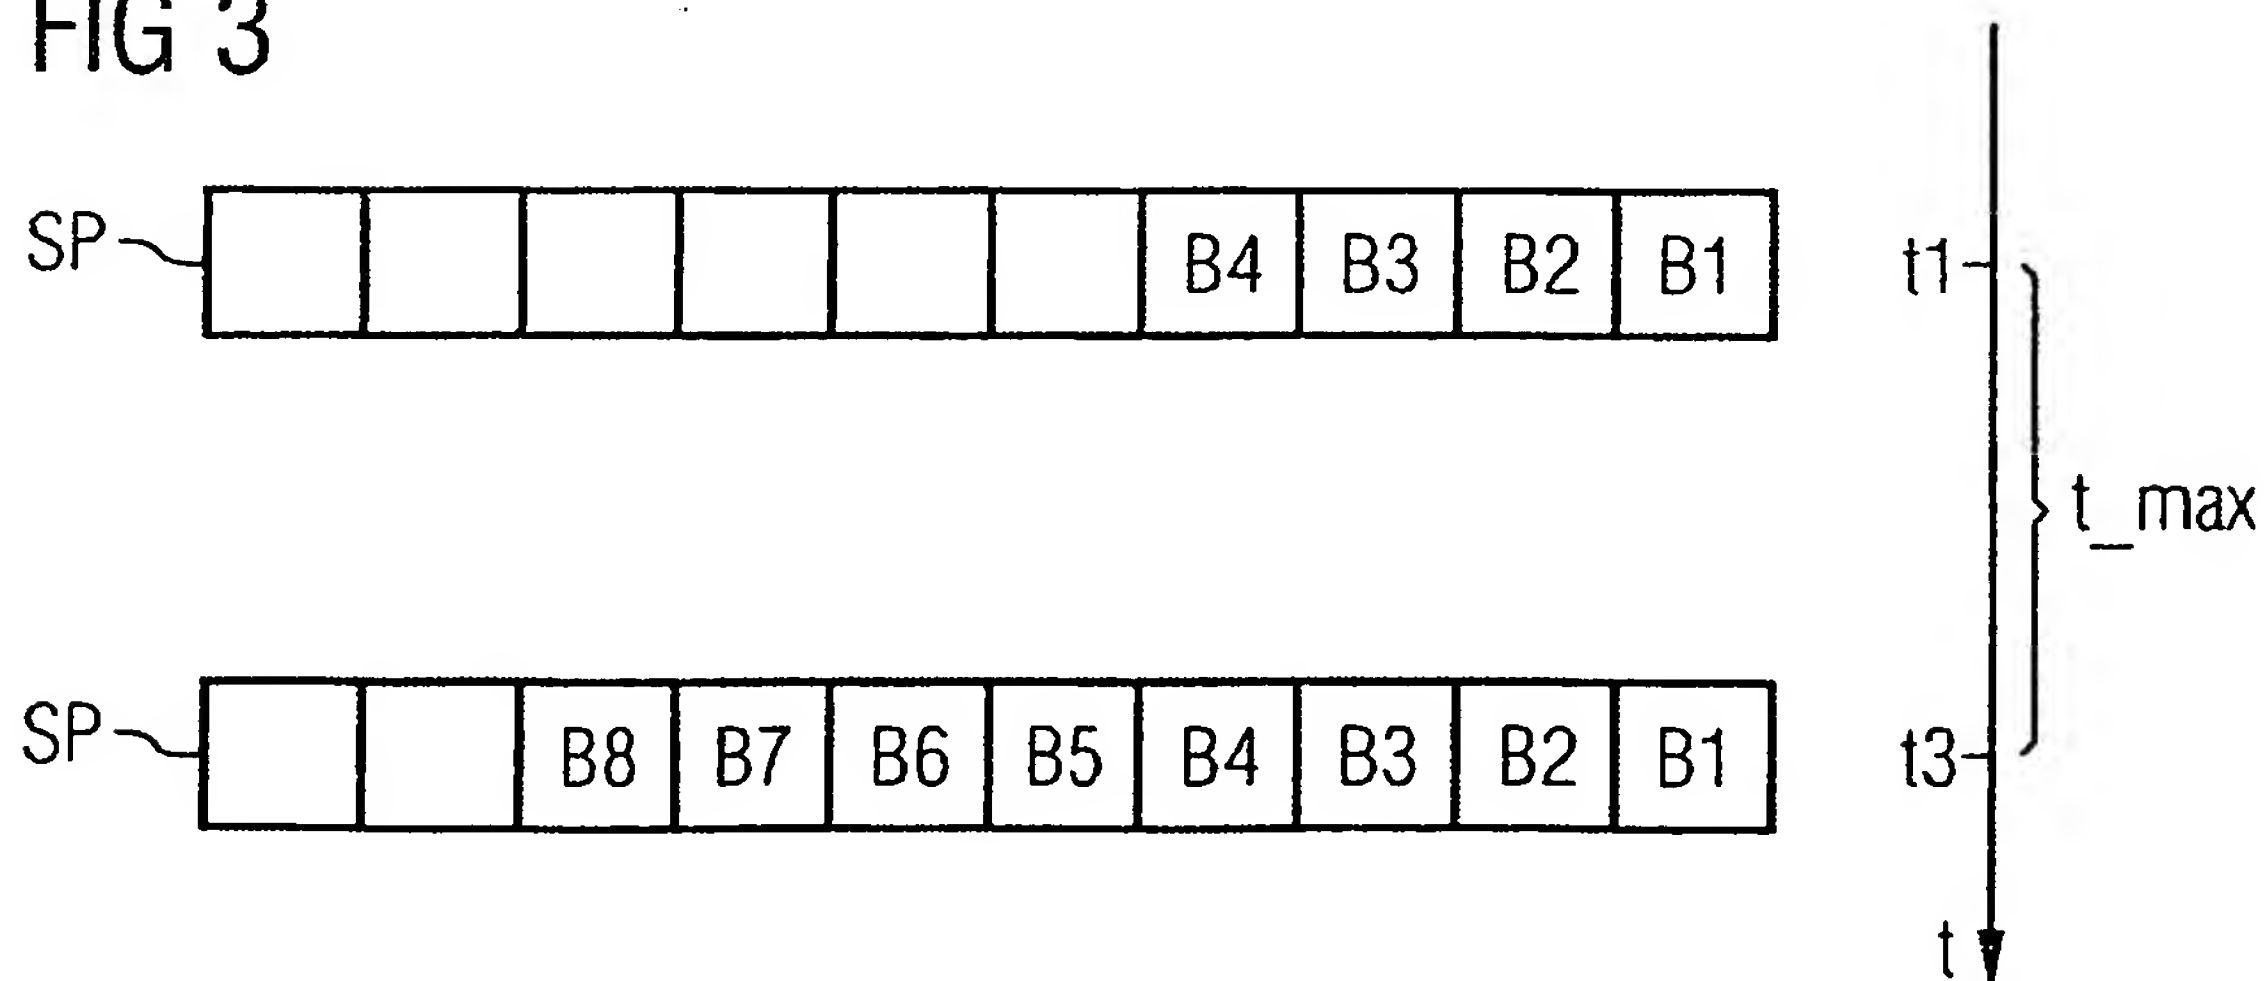 FIG 3
SP B4 B3 B2 B1 t1
t_max
SP B8 B7 B6 B5 B4 B3 B2 B1 t3
t